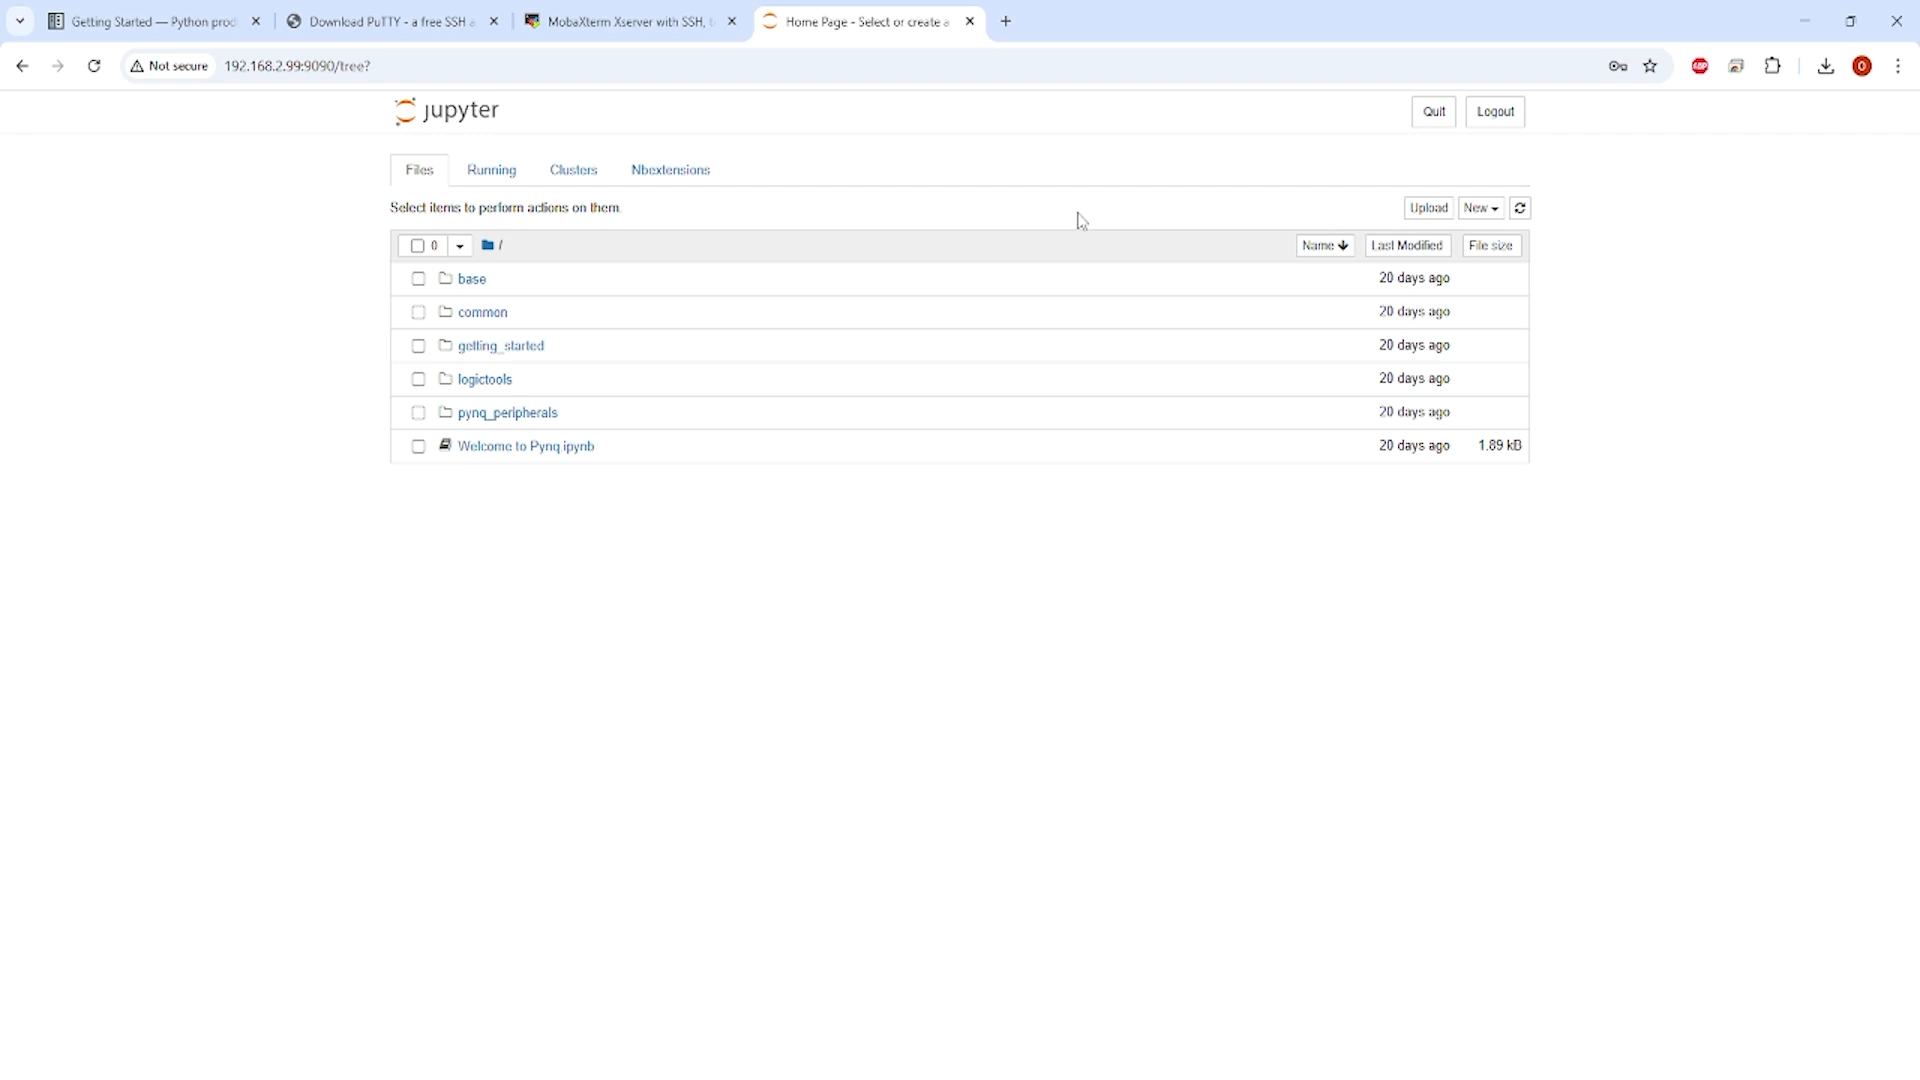 Getting Started — Python prod
Download PuTTY - a free SSH a
MobaXterm Xserver with SSH, t
Home Page - Select or create a
Not secure
192.168.2.99:9090/tree?
ABP
O
jupyter
Quit
Logout
Files
Running
Clusters
Nbextensions
Select items to perform actions on them.
Upload
New
0
/
Name
Last Modified
File size
base
20 days ago
common
20 days ago
getting_started
20 days ago
logictools
20 days ago
pynq_peripherals
20 days ago
Welcome to Pynq.ipynb
20 days ago
1.89 kB